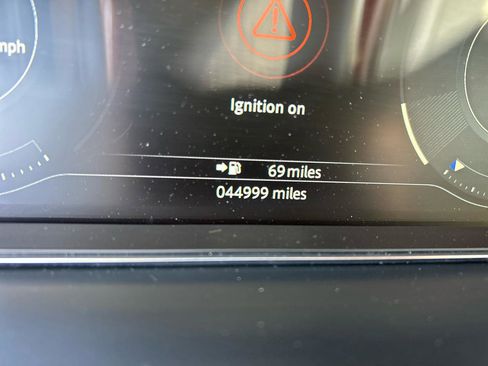 mph
Ignition on
69 miles
044999 miles